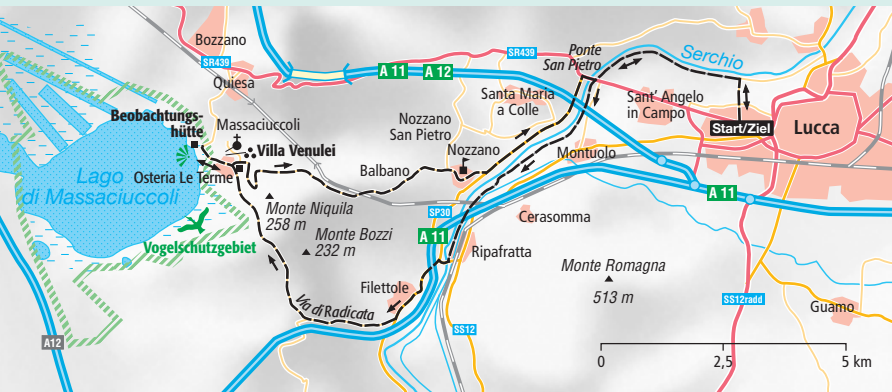 Bozzano
SR439
Quiesa
A 11
A 12
SR439
Ponte
San Pietro
Serchio
Beobachtungs-
hütte
Massaciuccoli
Villa Venulei
Osteria Le Terme
Nozzano
San Pietro
Santa Maria
a Colle
Sant' Angelo
in Campo
Start/Ziel
Lucca
Nozzano
Balbano
Montuolo
Lago
di Massaciuccoli
Monte Niquila
258 m
Monte Bozzi
232 m
Vogelschutzgebiet
SP30
A 11
A 11
Cerasomma
Ripafratta
Filettole
Via di Radicata
Monte Romagna
513 m
SS12radd
Guamo
SS12
A12
0
2,5
5 km